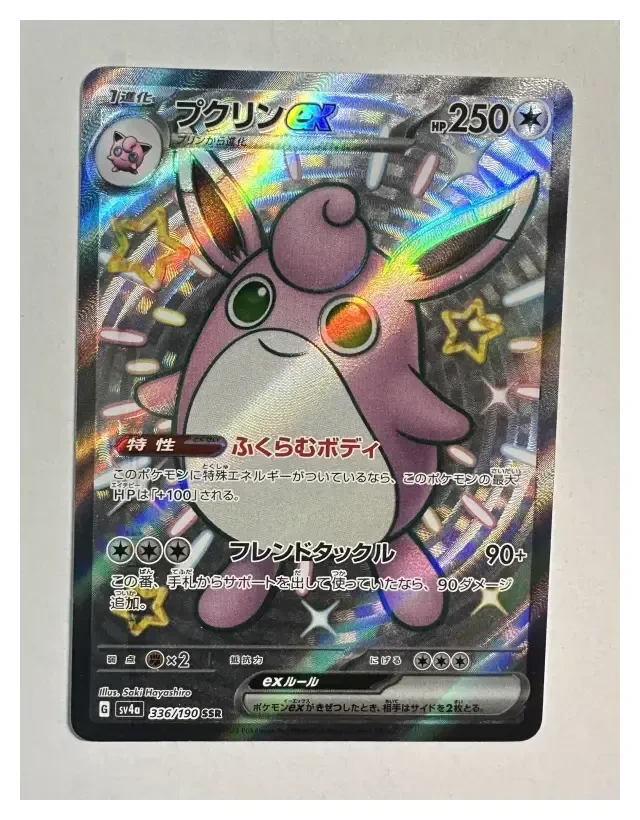 1進化
プクリンex
HP250
プリンから進化
特性 とくせい
ふくらむボディ
このポケモンに特殊エネルギーがついているなら、このポケモンの最大
HPは「+100」される。
フレンドタックル 90+
この番、手札からサポートを出して使っていたなら、90ダメージ
追加。
弱点 ×2 抵抗力 にげる
exルール
ポケモンexがきぜつしたとき、相手はサイドを2枚とる。
Illus. Saki Hayashiro
G sv4a 336/190 SSR